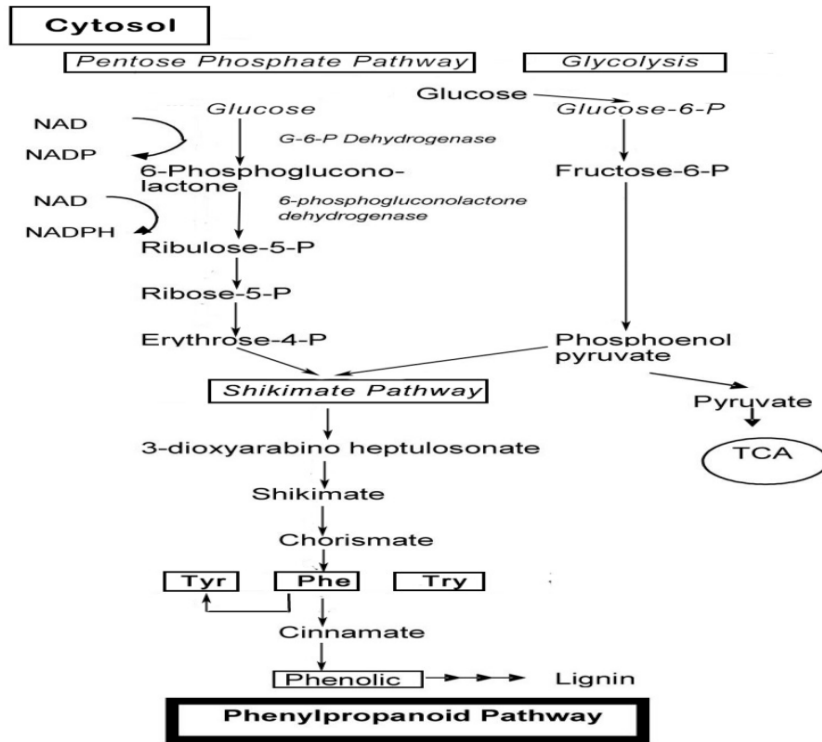 Cytosol
Pentose Phosphate Pathway
Glycolysis
Glucose
Glucose
Glucose-6-P
NAD
G-6-P Dehydrogenase
NADP
6-Phosphoglucono-
lactone
Fructose-6-P
NAD
6-phosphogluconolactone
dehydrogenase
NADPH
Ribulose-5-P
Ribose-5-P
Erythrose-4-P
Phosphoenol
pyruvate
Shikimate Pathway
Pyruvate
3-dioxyarabino heptulosonate
TCA
Shikimate
Chorismate
Tyr
Phe
Try
Cinnamate
Phenolic
Lignin
Phenylpropanoid Pathway